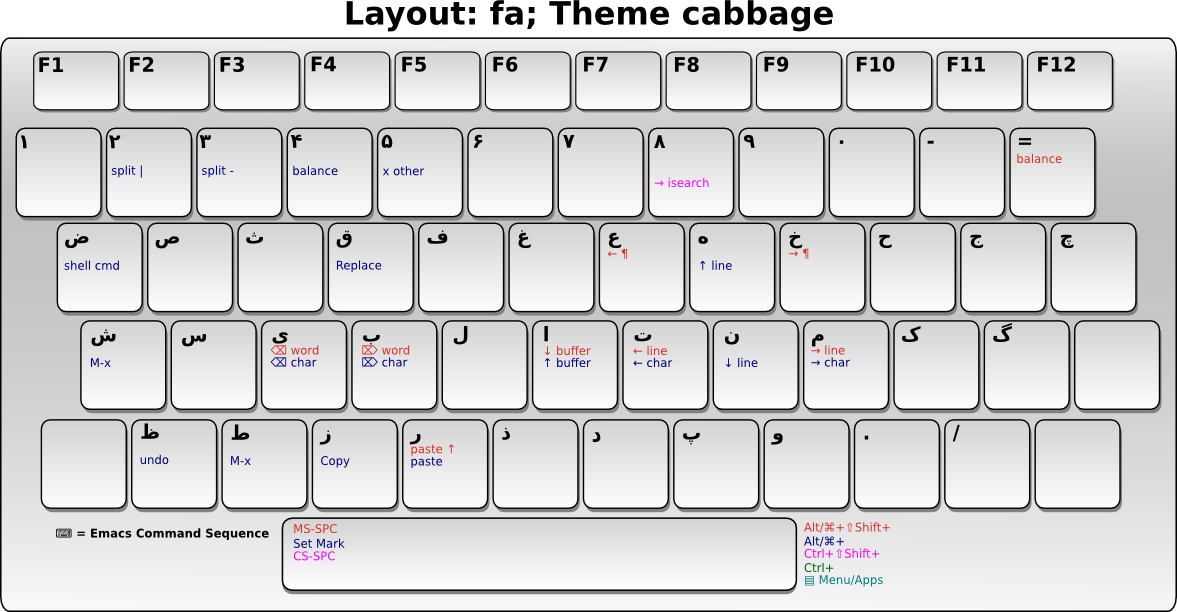 Layout: fa; Theme cabbage
F1 F2 F3 F4 F5 F6 F7 F8 F9 F10 F11 F12
۱ ۲ ۳ ۴ ۵ ۶ ۷ ۸ ۹ ۰ - =
split | split - balance x other → isearch balance
ض ص ث ق ف غ ع ه خ ح ج چ
← ¶ → ¶
shell cmd Replace ↑ line
ش س ی ب ل ا ت ن م ک گ
⌫ word ⌦ word ↓ buffer ← line → line
M-x ⌫ char ⌦ char ↑ buffer ← char ↓ line → char
ظ ط ز ر ذ د پ و . /
paste ↑
undo M-x Copy paste
⌨ = Emacs Command Sequence
MS-SPC
Set Mark
CS-SPC
Alt/⌘+⇧Shift+
Alt/⌘+
Ctrl+⇧Shift+
Ctrl+
▤ Menu/Apps